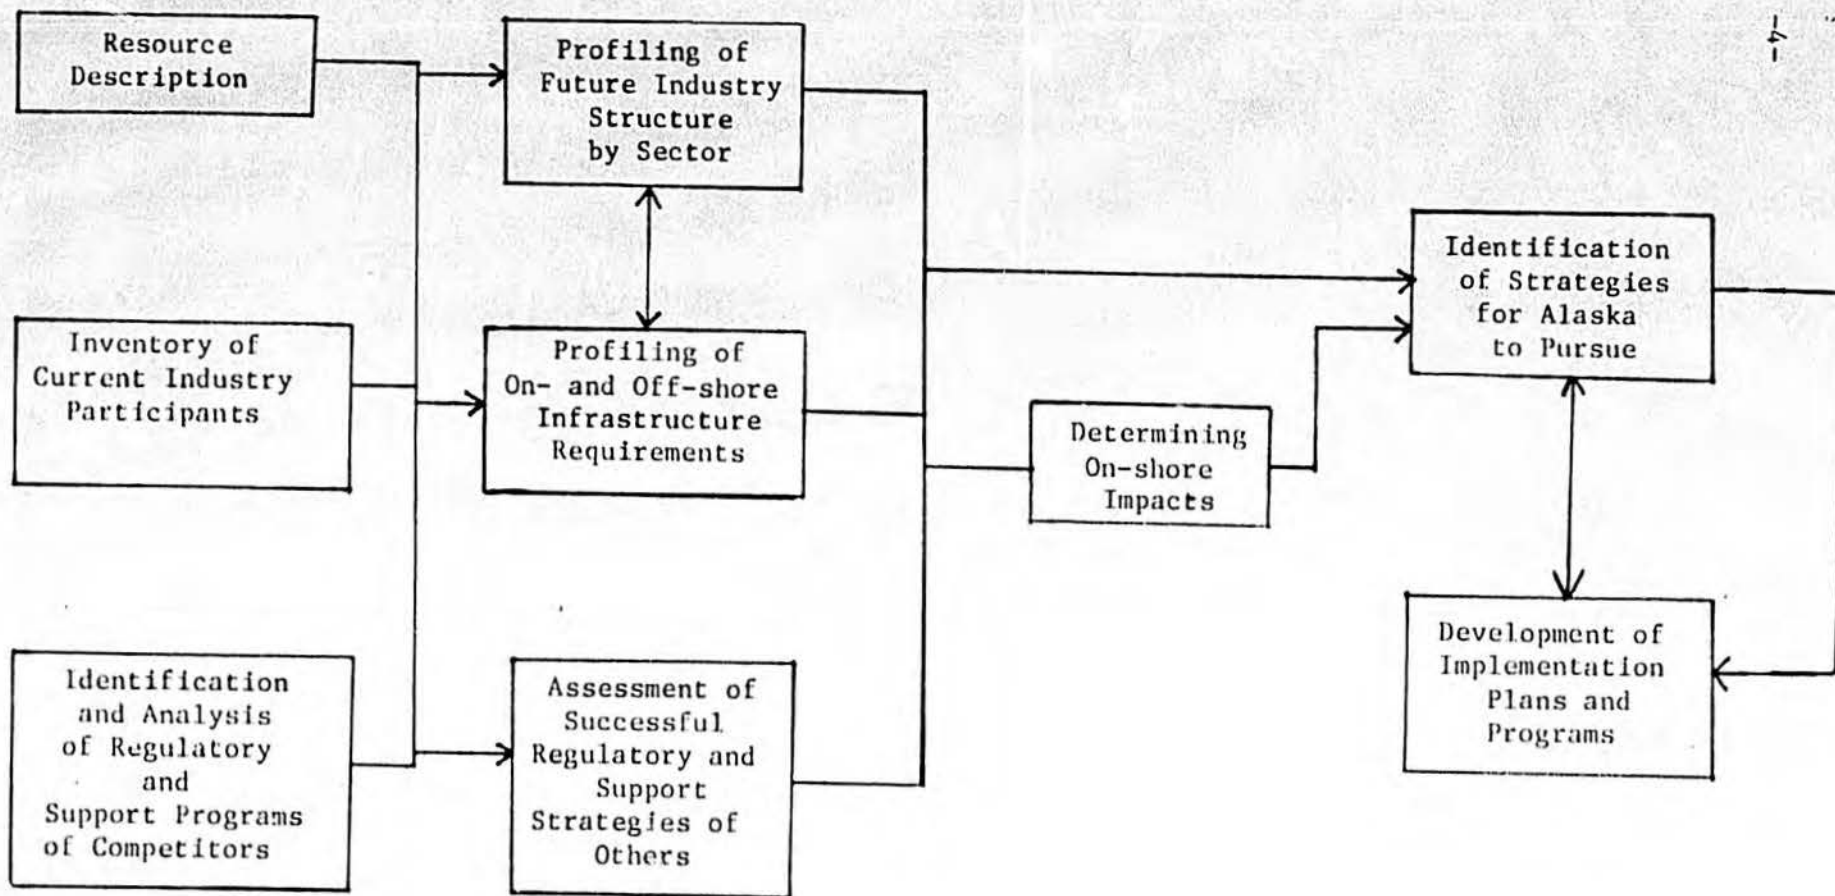 -4-
Resource
Description
Profiling of
Future Industry
Structure
by Sector
Inventory of
Current Industry
Participants
Profiling of
On- and Off-shore
Infrastructure
Requirements
Identification
of Strategies
for Alaska
to Pursue
Determining
On-shore
Impacts
Identification
and Analysis
of Regulatory
and
Support Programs
of Competitors
Assessment of
Successful
Regulatory and
Support
Strategies of
Others
Development of
Implementation
Plans and
Programs